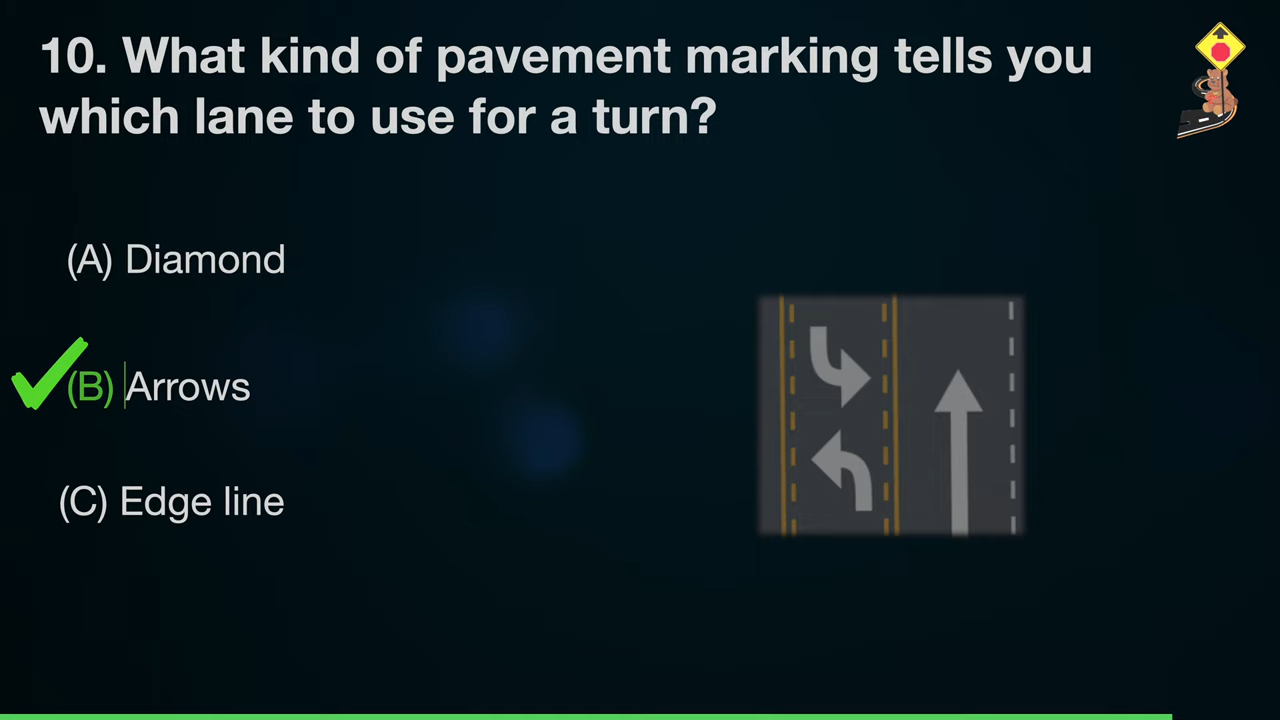 10. What kind of pavement marking tells you
which lane to use for a turn?
(A) Diamond
(B) Arrows
(C) Edge line